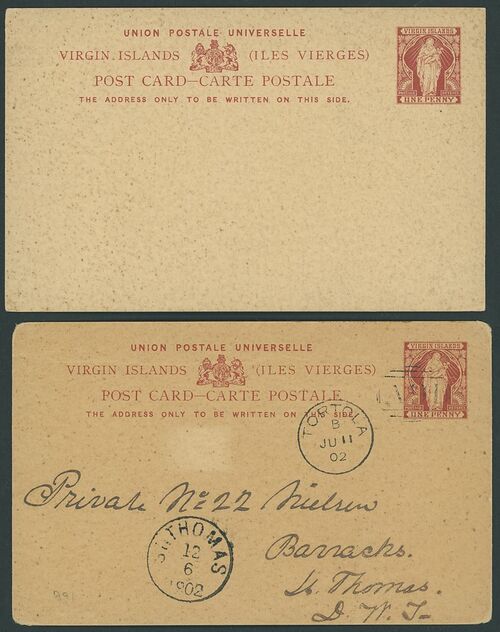 UNION POSTALE UNIVERSELLE
VIRGIN ISLANDS (ILES VIERGES)
POST CARD—CARTE POSTALE
THE ADDRESS ONLY TO BE WRITTEN ON THIS SIDE.
VIRGIN ISLANDS
ONE PENNY
UNION POSTALE UNIVERSELLE
VIRGIN ISLANDS (ILES VIERGES)
POST CARD—CARTE POSTALE
THE ADDRESS ONLY TO BE WRITTEN ON THIS SIDE.
VIRGIN ISLANDS
ONE PENNY
TORTOLA
B
JU 11
02
Private No 22 Nielsen
Barracks.
St. Thomas.
D. W. I.
ST. THOMAS
12
6
1902